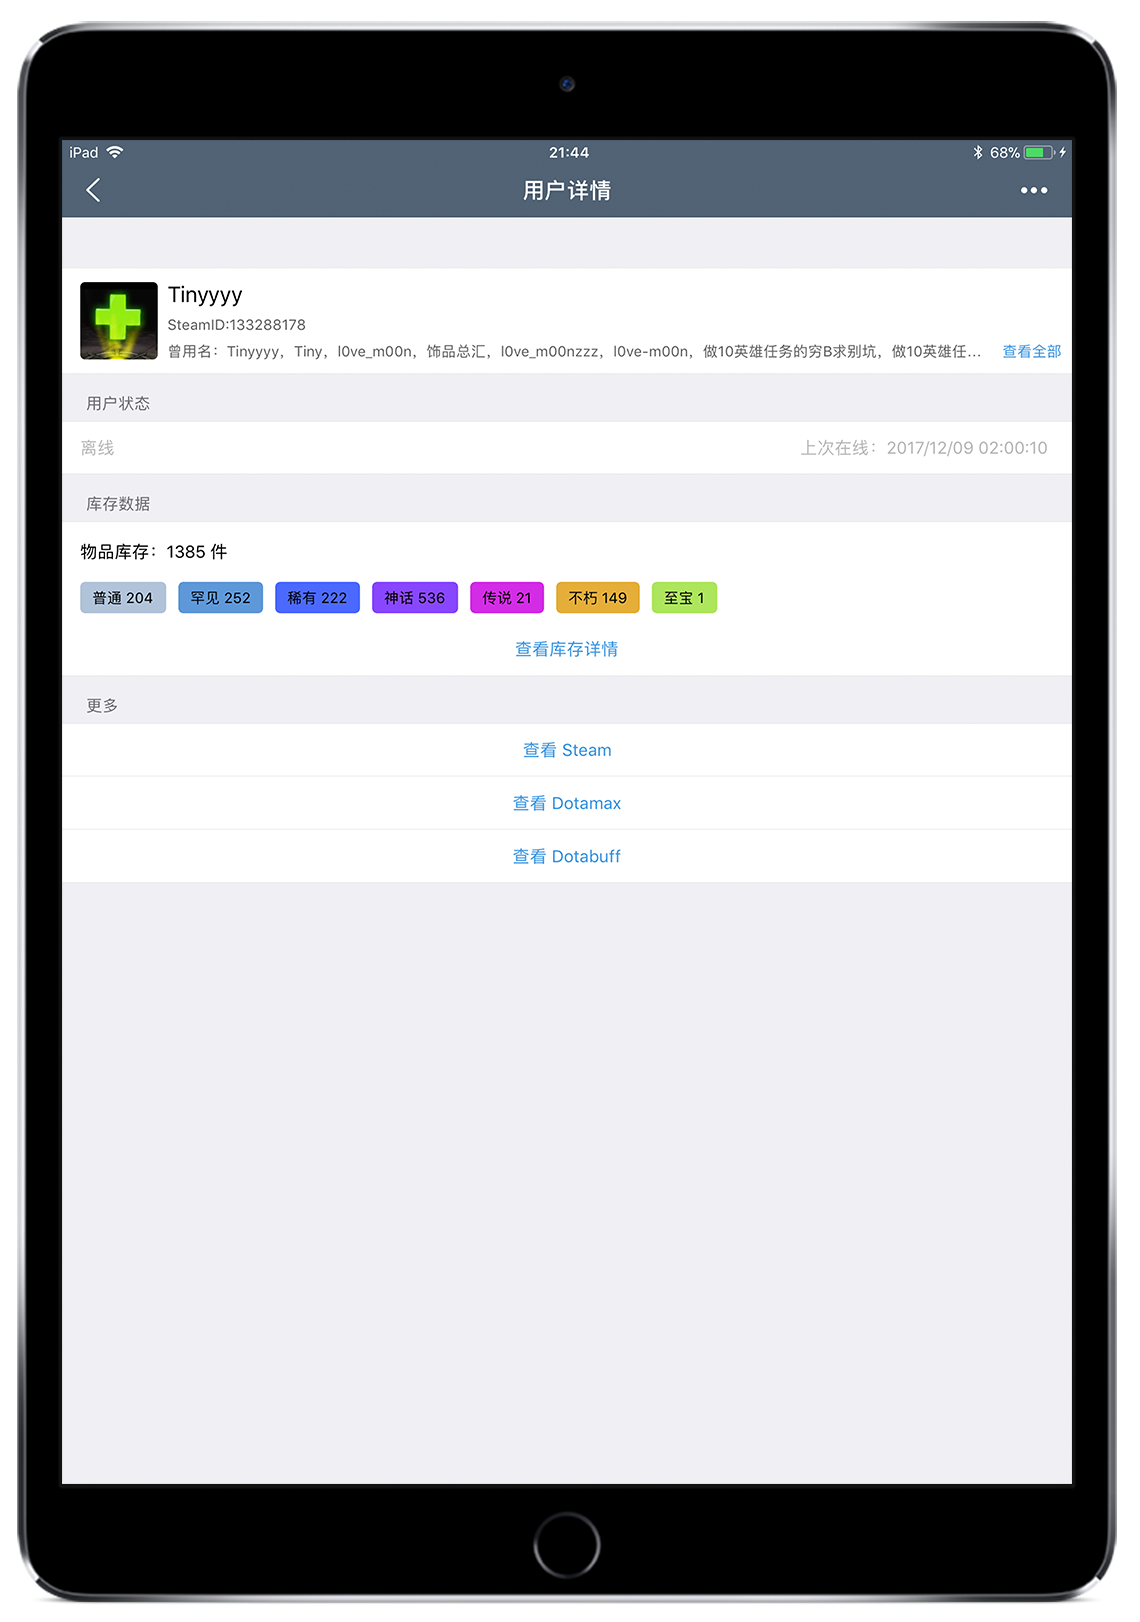 iPad 21:44 68%
用户详情
Tinyyyy
SteamID:133288178
曾用名：Tinyyyy，Tiny，l0ve_m00n，饰品总汇，l0ve_m00nzzz，l0ve-m00n，做10英雄任务的穷B求别坑，做10英雄任... 查看全部
用户状态
离线 上次在线：2017/12/09 02:00:10
库存数据
物品库存：1385 件
普通 204 罕见 252 稀有 222 神话 536 传说 21 不朽 149 至宝 1
查看库存详情
更多
查看 Steam
查看 Dotamax
查看 Dotabuff